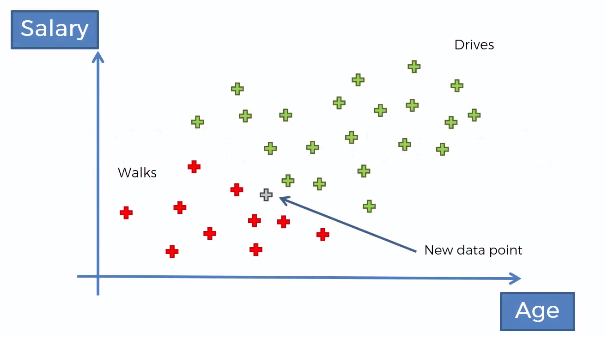 Salary
Drives
Walks
New data point
Age